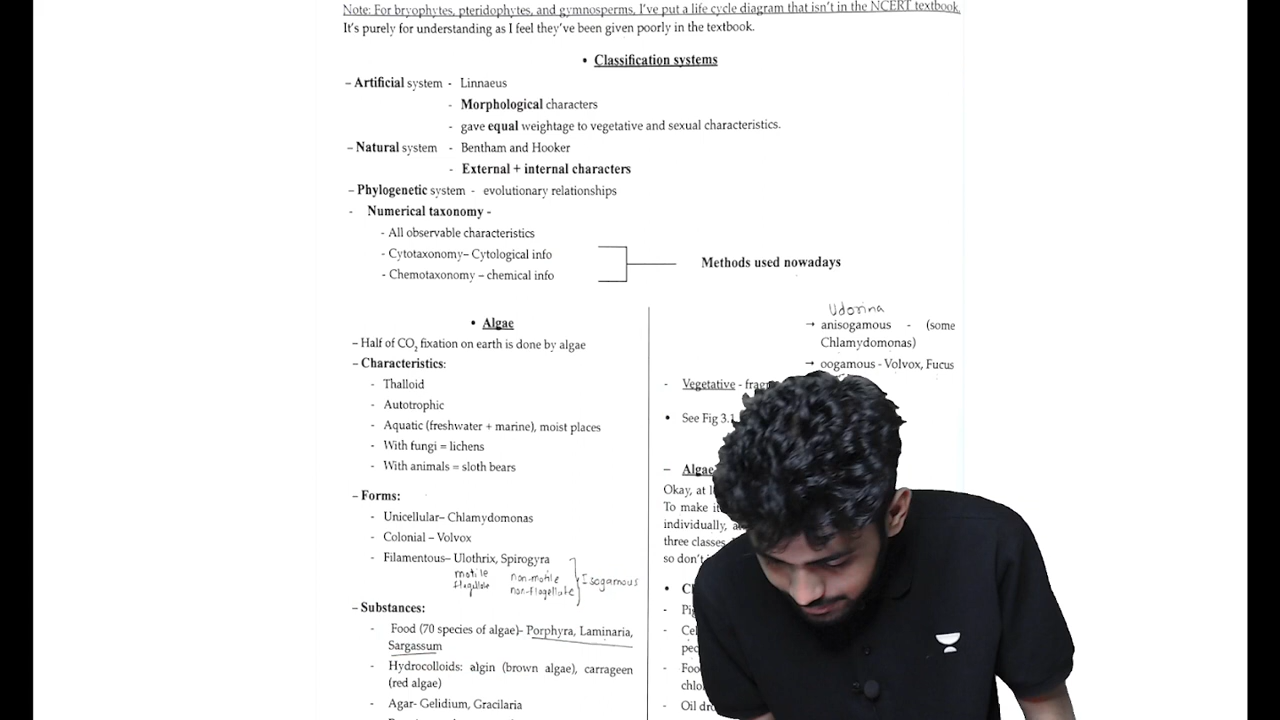 Note: For bryophytes, pteridophytes, and gymnosperms, I've put a life cycle diagram that isn't in the NCERT textbook.
It's purely for understanding as I feel they've been given poorly in the textbook.
• Classification systems
– Artificial system - Linnaeus
- Morphological characters
- gave equal weightage to vegetative and sexual characteristics.
– Natural system - Bentham and Hooker
- External + internal characters
– Phylogenetic system - evolutionary relationships
- Numerical taxonomy -
- All observable characteristics
- Cytotaxonomy– Cytological info
- Chemotaxonomy – chemical info
Methods used nowadays
• Algae
– Half of CO2 fixation on earth is done by algae
– Characteristics:
- Thalloid
- Autotrophic
- Aquatic (freshwater + marine), moist places
- With fungi = lichens
- With animals = sloth bears
– Forms:
- Unicellular– Chlamydomonas
- Colonial – Volvox
- Filamentous– Ulothrix, Spirogyra
motile non-motile
flagellate non-flagellate } Isogamous
– Substances:
- Food (70 species of algae)- Porphyra, Laminaria,
Sargassum
- Hydrocolloids: algin (brown algae), carrageen
(red algae)
- Agar- Gelidium, Gracilaria
Udorina
→ anisogamous - (some
Chlamydomonas)
→ oogamous - Volvox, Fucus
- Vegetative - frag
• See Fig 3.1
– Algae
Okay, at
To make
individually,
three classes
so don't
•
-
-
- Foo
chlo
- Oil